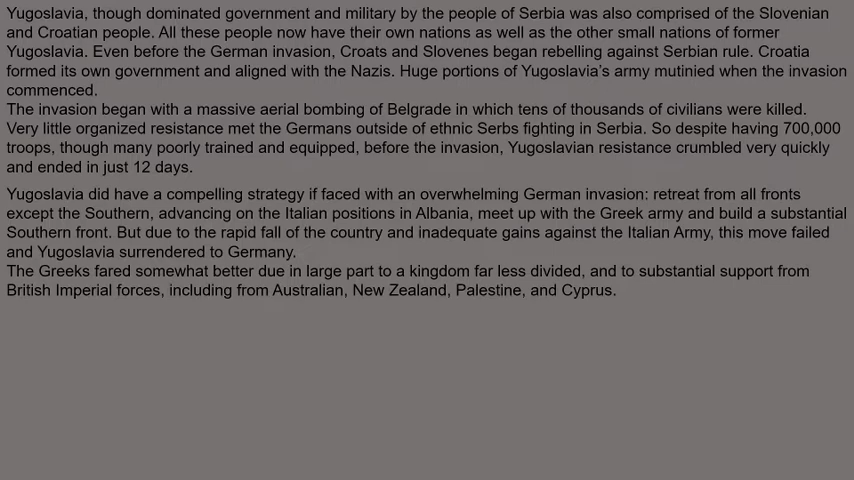 Yugoslavia, though dominated government and military by the people of Serbia was also comprised of the Slovenian
and Croatian people. All these people now have their own nations as well as the other small nations of former
Yugoslavia. Even before the German invasion, Croats and Slovenes began rebelling against Serbian rule. Croatia
formed its own government and aligned with the Nazis. Huge portions of Yugoslavia's army mutinied when the invasion
commenced.
The invasion began with a massive aerial bombing of Belgrade in which tens of thousands of civilians were killed.
Very little organized resistance met the Germans outside of ethnic Serbs fighting in Serbia. So despite having 700,000
troops, though many poorly trained and equipped, before the invasion, Yugoslavian resistance crumbled very quickly
and ended in just 12 days.
Yugoslavia did have a compelling strategy if faced with an overwhelming German invasion: retreat from all fronts
except the Southern, advancing on the Italian positions in Albania, meet up with the Greek army and build a substantial
Southern front. But due to the rapid fall of the country and inadequate gains against the Italian Army, this move failed
and Yugoslavia surrendered to Germany.
The Greeks fared somewhat better due in large part to a kingdom far less divided, and to substantial support from
British Imperial forces, including from Australian, New Zealand, Palestine, and Cyprus.